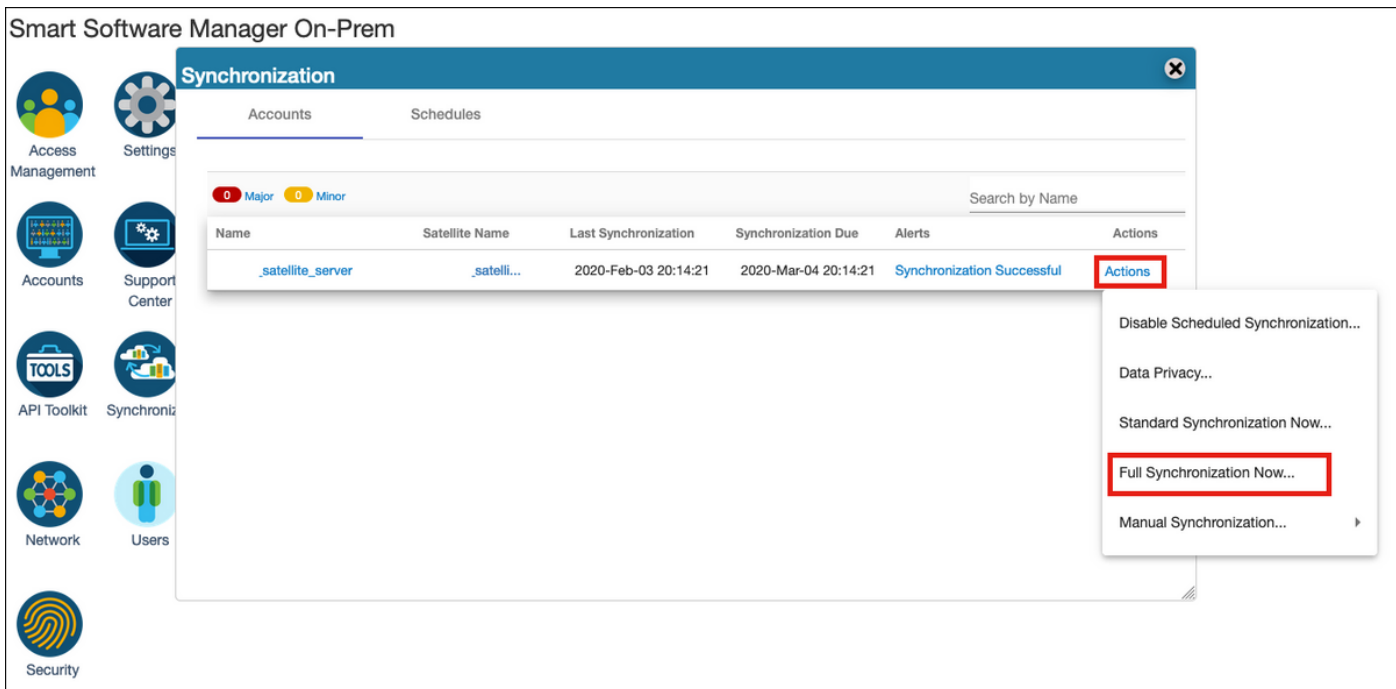 Smart Software Manager On-Prem
Synchronization
Accounts
Schedules
Access
Management
Settings
0 Major 0 Minor
Search by Name
Name
Satellite Name
Last Synchronization
Synchronization Due
Alerts
Actions
_satellite_server
_satelli...
2020-Feb-03 20:14:21
2020-Mar-04 20:14:21
Synchronization Successful
Actions
Accounts
Support
Center
Disable Scheduled Synchronization...
Data Privacy...
Standard Synchronization Now...
Full Synchronization Now...
Manual Synchronization...
TOOLS
API Toolkit
Synchroniz
Network
Users
Security